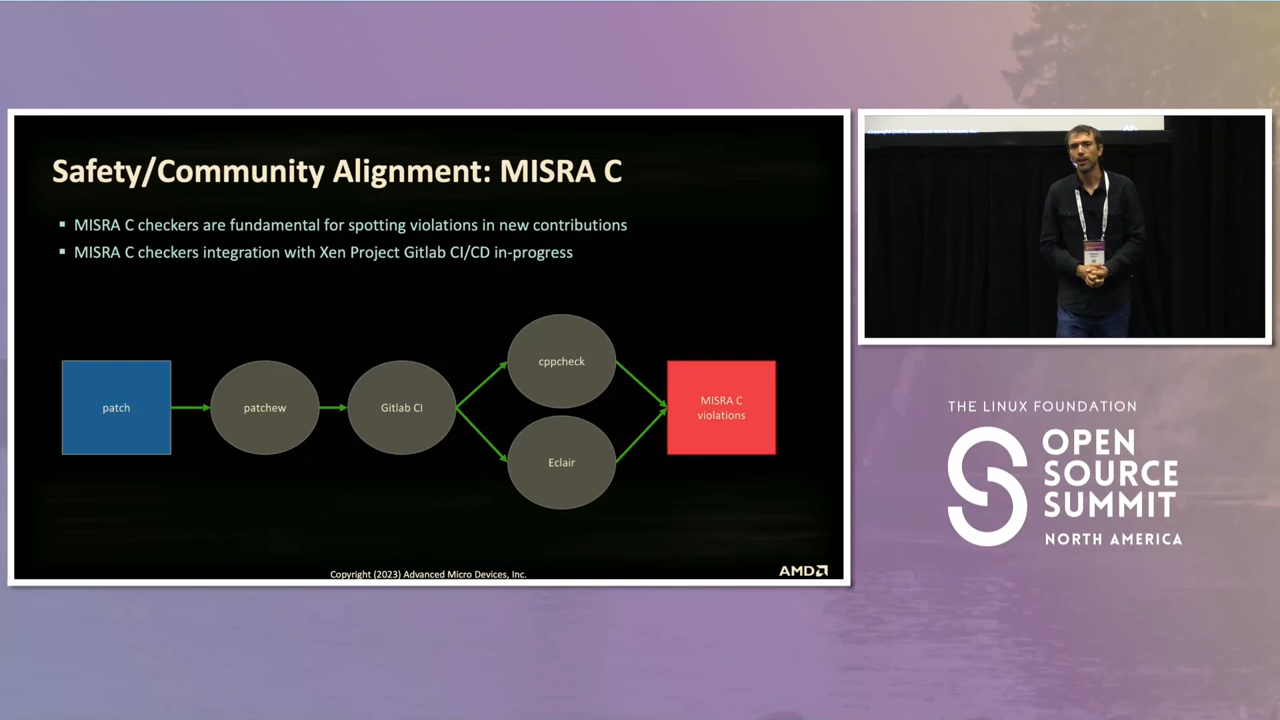 Safety/Community Alignment: MISRA C
▪ MISRA C checkers are fundamental for spotting violations in new contributions
▪ MISRA C checkers integration with Xen Project Gitlab CI/CD in-progress
patch
patchew
Gitlab CI
cppcheck
Eclair
MISRA C
violations
Copyright (2023) Advanced Micro Devices, Inc.
AMD
THE LINUX FOUNDATION
OPEN
SOURCE
SUMMIT
NORTH AMERICA